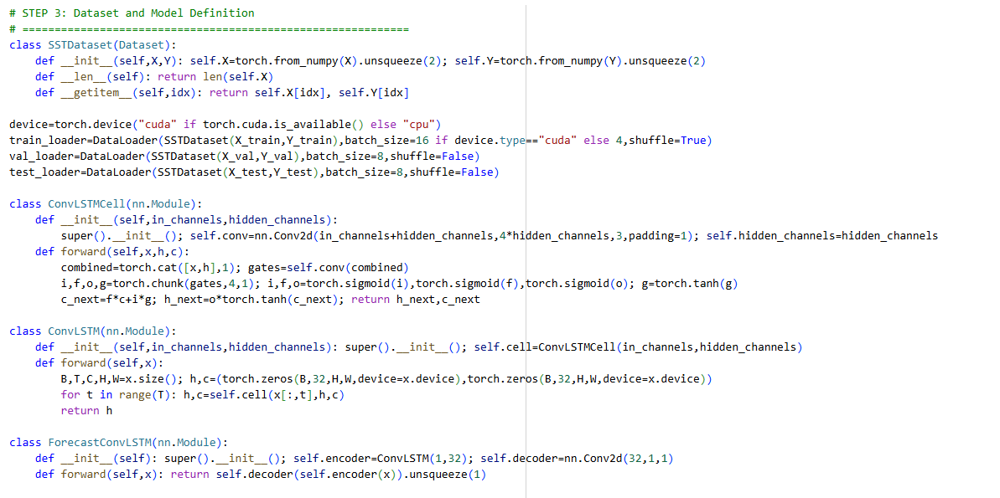 # STEP 3: Dataset and Model Definition
# ============================================================
class SSTDataset(Dataset):
    def __init__(self,X,Y): self.X=torch.from_numpy(X).unsqueeze(2); self.Y=torch.from_numpy(Y).unsqueeze(2)
    def __len__(self): return len(self.X)
    def __getitem__(self,idx): return self.X[idx], self.Y[idx]

device=torch.device("cuda" if torch.cuda.is_available() else "cpu")
train_loader=DataLoader(SSTDataset(X_train,Y_train),batch_size=16 if device.type=="cuda" else 4,shuffle=True)
val_loader=DataLoader(SSTDataset(X_val,Y_val),batch_size=8,shuffle=False)
test_loader=DataLoader(SSTDataset(X_test,Y_test),batch_size=8,shuffle=False)

class ConvLSTMCell(nn.Module):
    def __init__(self,in_channels,hidden_channels):
        super().__init__(); self.conv=nn.Conv2d(in_channels+hidden_channels,4*hidden_channels,3,padding=1); self.hidden_channels=hidden_channels
    def forward(self,x,h,c):
        combined=torch.cat([x,h],1); gates=self.conv(combined)
        i,f,o,g=torch.chunk(gates,4,1); i,f,o=torch.sigmoid(i),torch.sigmoid(f),torch.sigmoid(o); g=torch.tanh(g)
        c_next=f*c+i*g; h_next=o*torch.tanh(c_next); return h_next,c_next

class ConvLSTM(nn.Module):
    def __init__(self,in_channels,hidden_channels): super().__init__(); self.cell=ConvLSTMCell(in_channels,hidden_channels)
    def forward(self,x):
        B,T,C,H,W=x.size(); h,c=(torch.zeros(B,32,H,W,device=x.device),torch.zeros(B,32,H,W,device=x.device))
        for t in range(T): h,c=self.cell(x[:,t],h,c)
        return h

class ForecastConvLSTM(nn.Module):
    def __init__(self): super().__init__(); self.encoder=ConvLSTM(1,32); self.decoder=nn.Conv2d(32,1,1)
    def forward(self,x): return self.decoder(self.encoder(x)).unsqueeze(1)